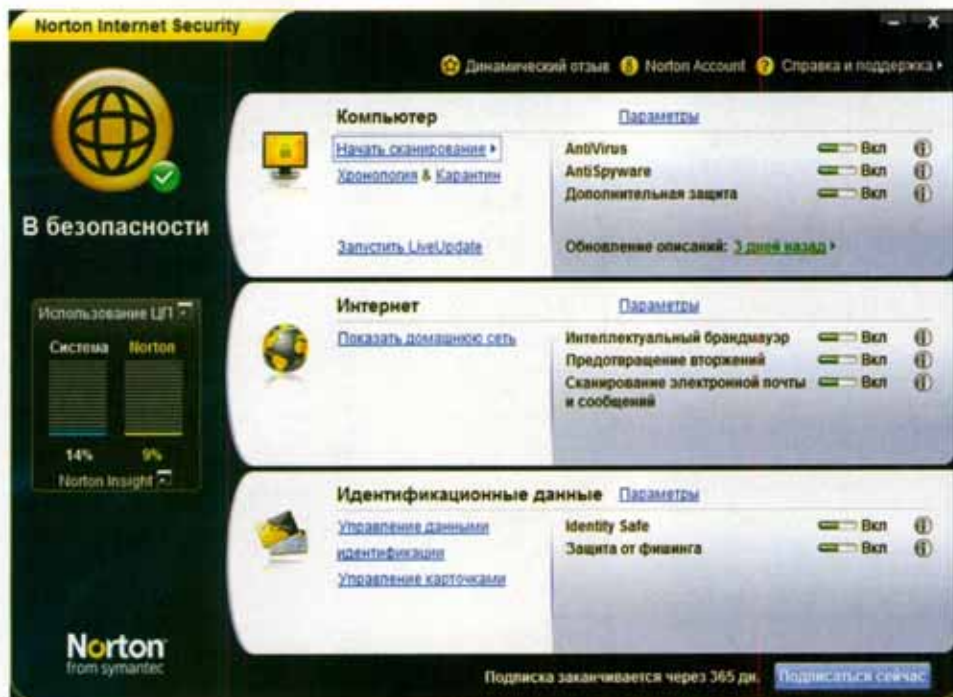 Norton Internet Security
Динамический отзыв Norton Account ? Справка и поддержка
Компьютер Параметры
Начать сканирование AntiVirus Вкл
Хронология & Карантин AntiSpyware Вкл
Дополнительная защита Вкл
В безопасности
Запустить LiveUpdate Обновление описаний: 3 дней назад
Использование ЦП
Система Norton
14% 9%
Norton Insight
Интернет Параметры
Показать домашнюю сеть Интеллектуальный брандмауэр Вкл
Предотвращение вторжений Вкл
Сканирование электронной почты Вкл
и сообщений
Идентификационные данные Параметры
Управление данными Identity Safe Вкл
идентификации Защита от фишинга Вкл
Управление карточками
Norton
from symantec
Подписка заканчивается через 365 дн. Подписаться сейчас